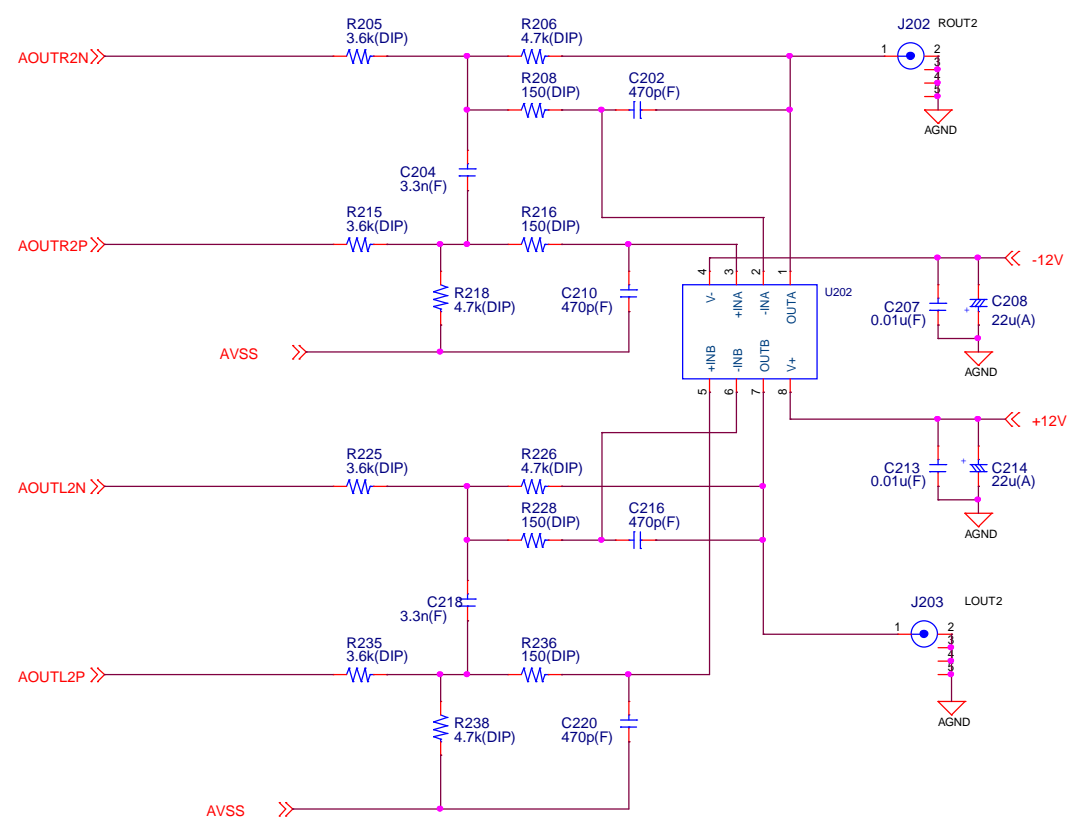 R205
3.6k(DIP)
R206
4.7k(DIP)
J202
ROUT2
AOUTR2N
1
2
3
4
5
R208
150(DIP)
C202
470p(F)
AGND
C204
3.3n(F)
R215
3.6k(DIP)
R216
150(DIP)
AOUTR2P
4
3
2
1
-12V
R218
4.7k(DIP)
C210
470p(F)
V-
+INA
-INA
OUTA
U202
C207
0.01u(F)
+
C208
22u(A)
AVSS
+INB
-INB
OUTB
V+
AGND
5
6
7
8
+12V
R225
3.6k(DIP)
R226
4.7k(DIP)
C213
0.01u(F)
+
C214
22u(A)
AOUTL2N
R228
150(DIP)
C216
470p(F)
AGND
C218
3.3n(F)
J203
LOUT2
1
2
3
4
5
R235
3.6k(DIP)
R236
150(DIP)
AOUTL2P
R238
4.7k(DIP)
C220
470p(F)
AGND
AVSS